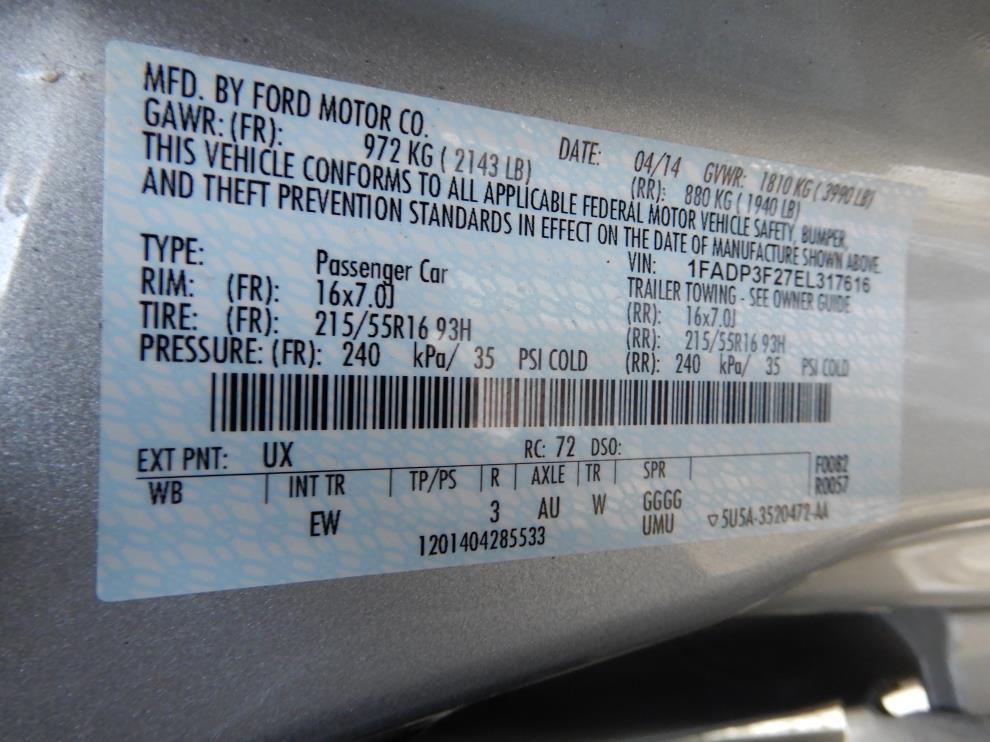 MFD. BY FORD MOTOR CO.
DATE: 04/14 GVWR: 1810 KG ( 3990 LB)
GAWR: (FR): 972 KG ( 2143 LB) (RR): 880 KG ( 1940 LB)
THIS VEHICLE CONFORMS TO ALL APPLICABLE FEDERAL MOTOR VEHICLE SAFETY, BUMPER,
AND THEFT PREVENTION STANDARDS IN EFFECT ON THE DATE OF MANUFACTURE SHOWN ABOVE.
VIN: 1FADP3F27EL317616
TYPE: Passenger Car TRAILER TOWING - SEE OWNER GUIDE
RIM: (FR): 16x7.0J (RR): 16x7.0J
TIRE: (FR): 215/55R16 93H (RR): 215/55R16 93H
PRESSURE: (FR): 240 kPa/ 35 PSI COLD (RR): 240 kPa/ 35 PSI COLD
EXT PNT: UX RC: 72 DSO:
WB | INT TR | TP/PS | R | AXLE | TR | SPR F0082
R0057
EW 3 AU W GGGG
UMU ▽ 5U5A-3520472-AA
1201404285533